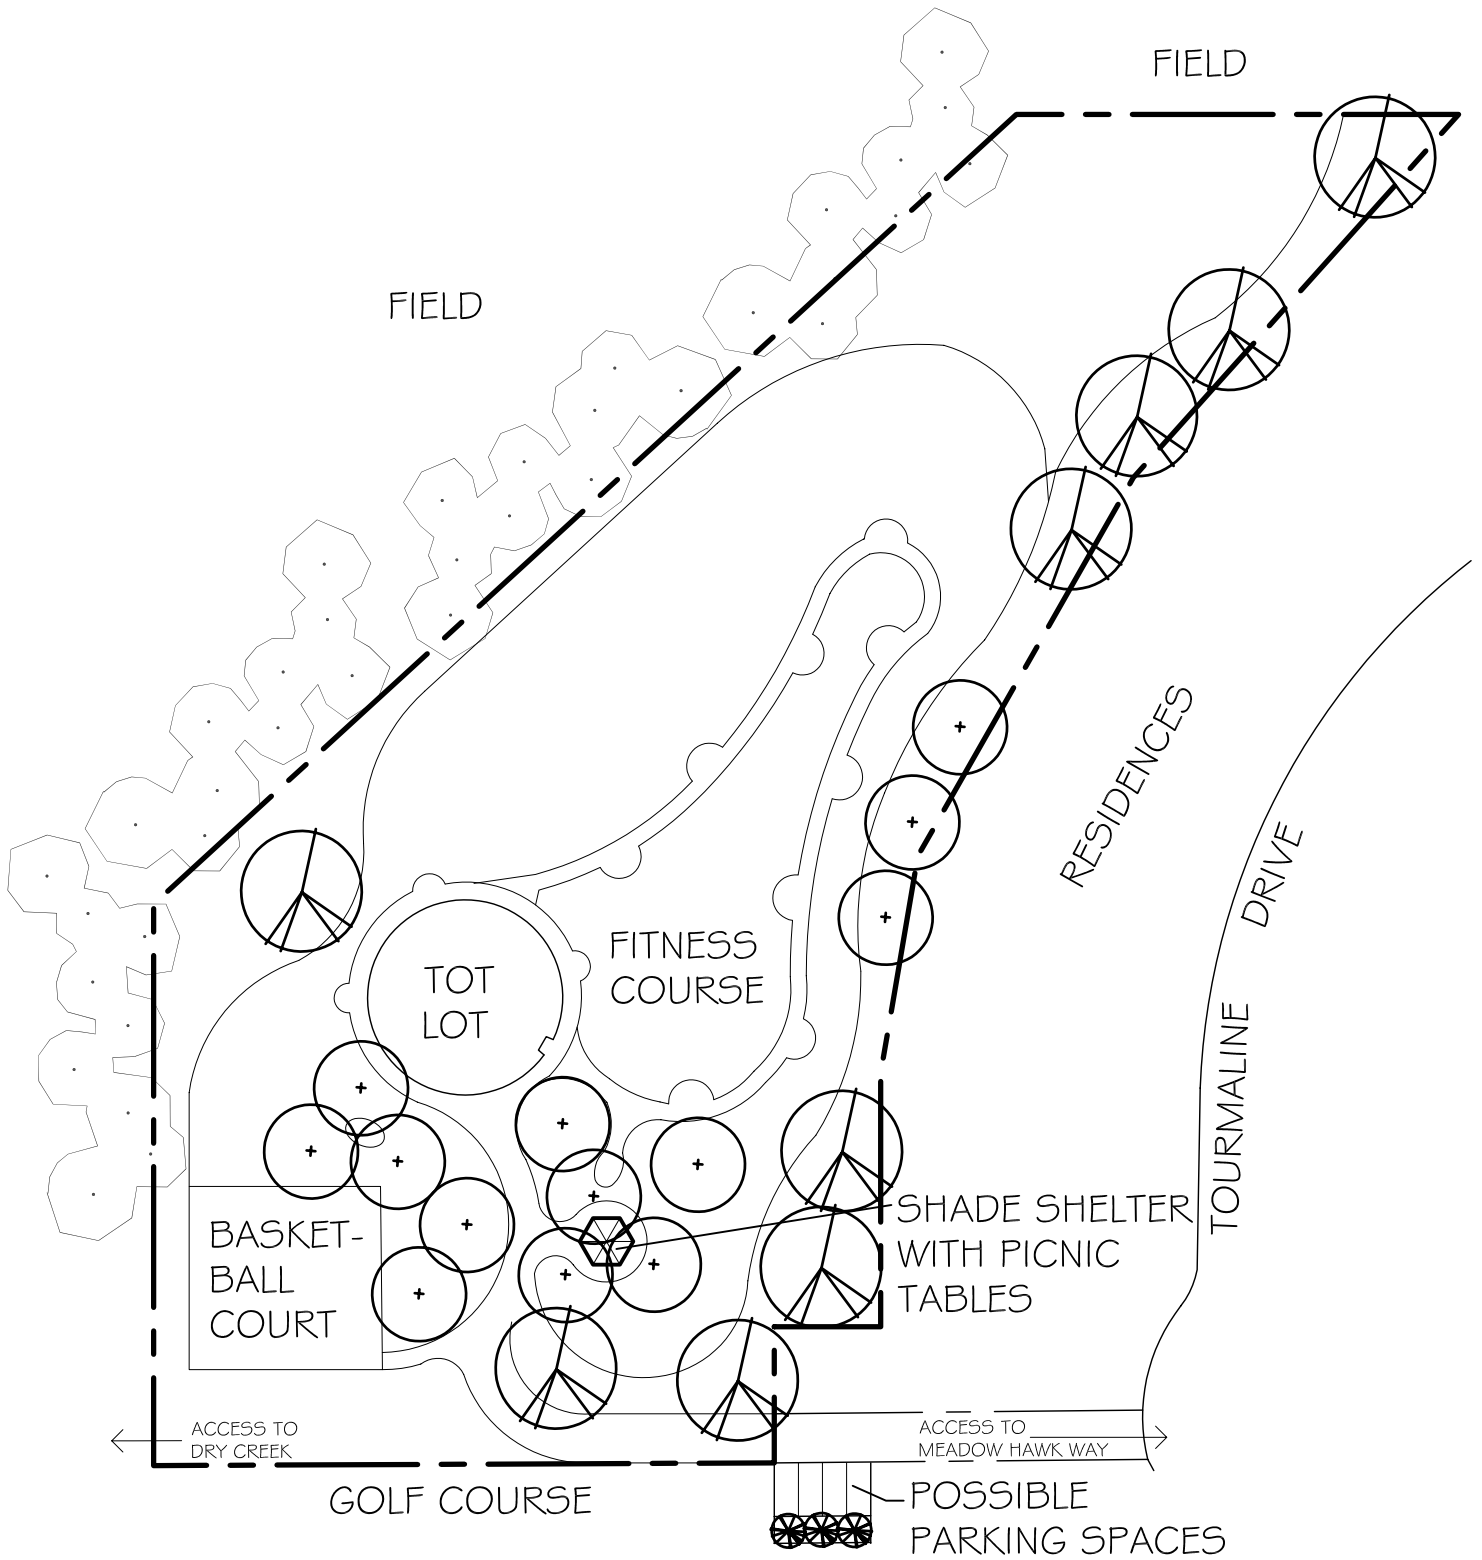 FIELD
FIELD
RESIDENCES
TOURMALINE DRIVE
FITNESS
COURSE
TOT
LOT
SHADE SHELTER
WITH PICNIC
TABLES
BASKET-
BALL
COURT
ACCESS TO
DRY CREEK
ACCESS TO
MEADOW HAWK WAY
GOLF COURSE
POSSIBLE
PARKING SPACES